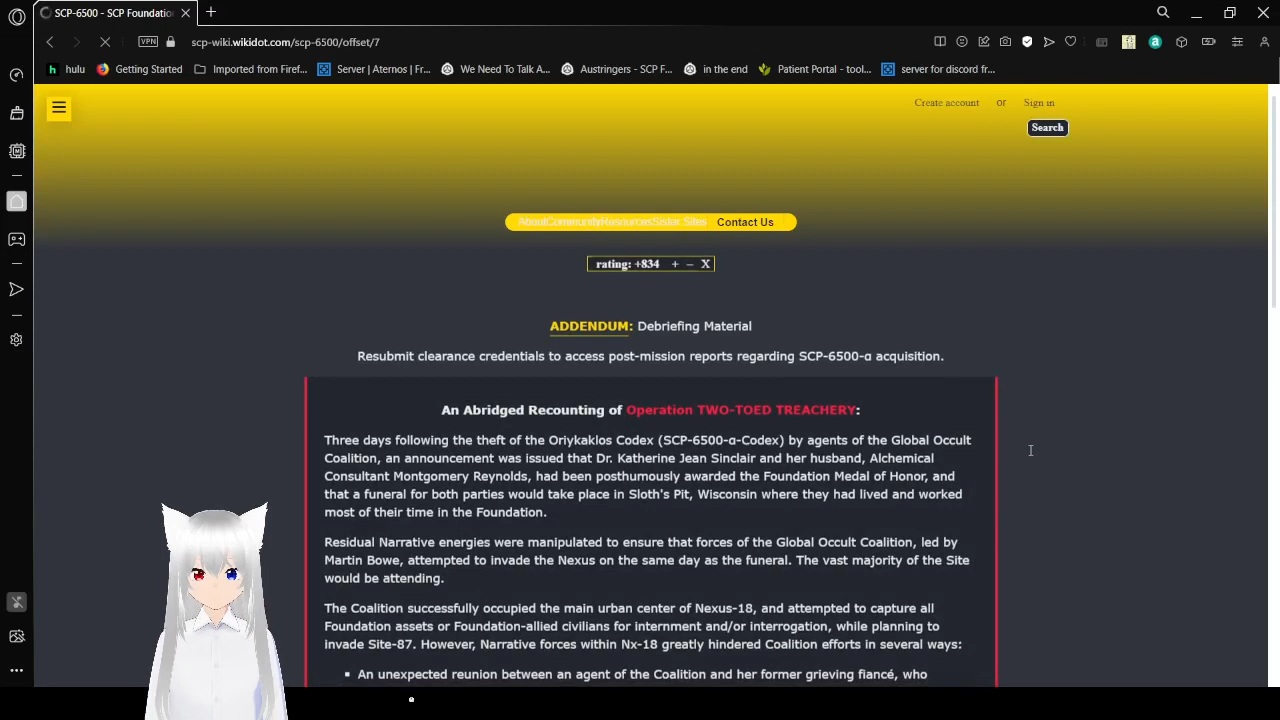 SCP-6500 - SCP Foundation
scp-wiki.wikidot.com/scp-6500/offset/7
VPN
hulu
Getting Started
Imported from Firef...
Server | Aternos | Fr...
We Need To Talk A...
Austringers - SCP F...
in the end
Patient Portal - tool...
server for discord fr...
Create account or Sign in
Search
About Community Resources Sister Sites Contact Us
rating: +834 + – X
ADDENDUM: Debriefing Material
Resubmit clearance credentials to access post-mission reports regarding SCP-6500-α acquisition.
An Abridged Recounting of Operation TWO-TOED TREACHERY:
Three days following the theft of the Oriykaklos Codex (SCP-6500-α-Codex) by agents of the Global Occult
Coalition, an announcement was issued that Dr. Katherine Jean Sinclair and her husband, Alchemical
Consultant Montgomery Reynolds, had been posthumously awarded the Foundation Medal of Honor, and
that a funeral for both parties would take place in Sloth's Pit, Wisconsin where they had lived and worked
most of their time in the Foundation.
Residual Narrative energies were manipulated to ensure that forces of the Global Occult Coalition, led by
Martin Bowe, attempted to invade the Nexus on the same day as the funeral. The vast majority of the Site
would be attending.
The Coalition successfully occupied the main urban center of Nexus-18, and attempted to capture all
Foundation assets or Foundation-allied civilians for internment and/or interrogation, while planning to
invade Site-87. However, Narrative forces within Nx-18 greatly hindered Coalition efforts in several ways:
▪ An unexpected reunion between an agent of the Coalition and her former grieving fiancé, who